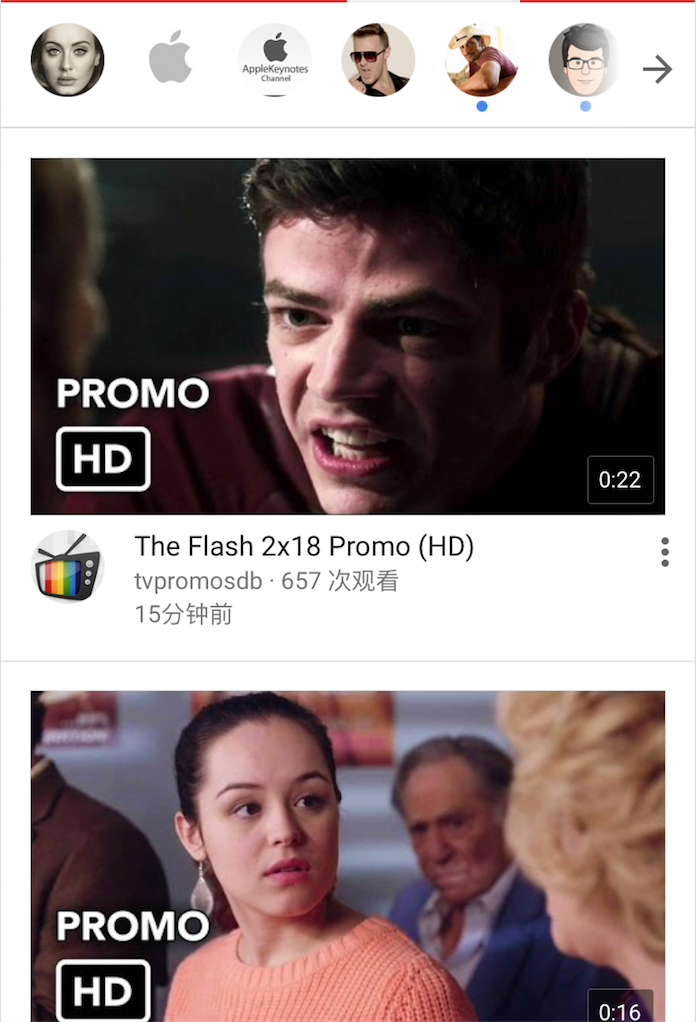 AppleKeynotes
Channel
PROMO
HD
0:22
The Flash 2x18 Promo (HD)
tvpromosdb · 657 次观看
15分钟前
PROMO
HD
0:16